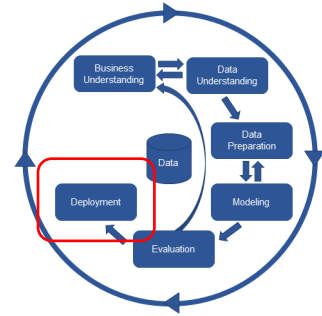 Business
Understanding
Data
Understanding
Data
Preparation
Data
Deployment
Modeling
Evaluation